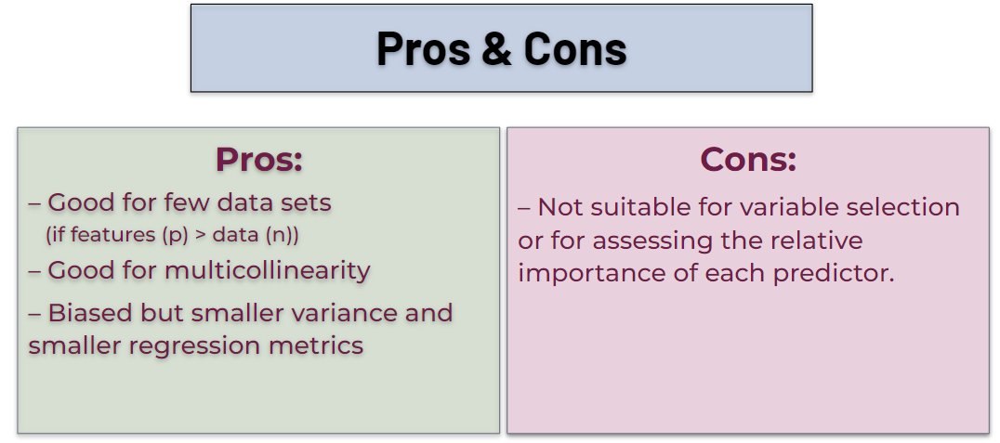 Pros & Cons
Pros:
– Good for few data sets
(if features (p) > data (n))
– Good for multicollinearity
– Biased but smaller variance and
smaller regression metrics
Cons:
– Not suitable for variable selection
or for assessing the relative
importance of each predictor.